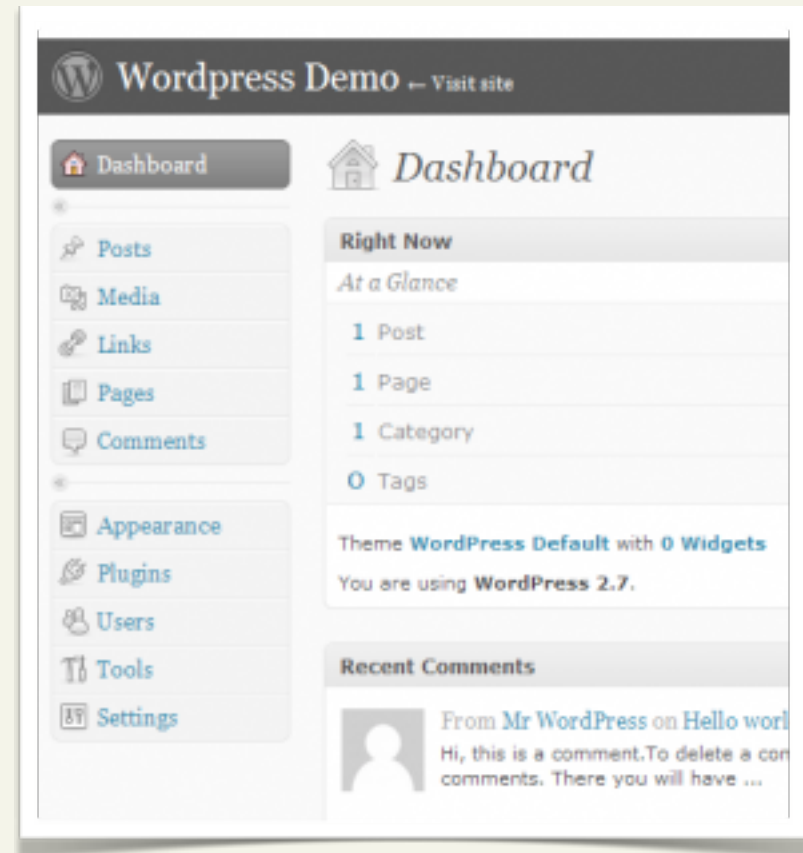 Wordpress Demo ← Visit site
Dashboard
Posts
Media
Links
Pages
Comments
Appearance
Plugins
Users
Tools
Settings
Dashboard
Right Now
At a Glance
1 Post
1 Page
1 Category
0 Tags
Theme WordPress Default with 0 Widgets
You are using WordPress 2.7.
Recent Comments
From Mr WordPress on Hello worl
Hi, this is a comment.To delete a con
comments. There you will have ...